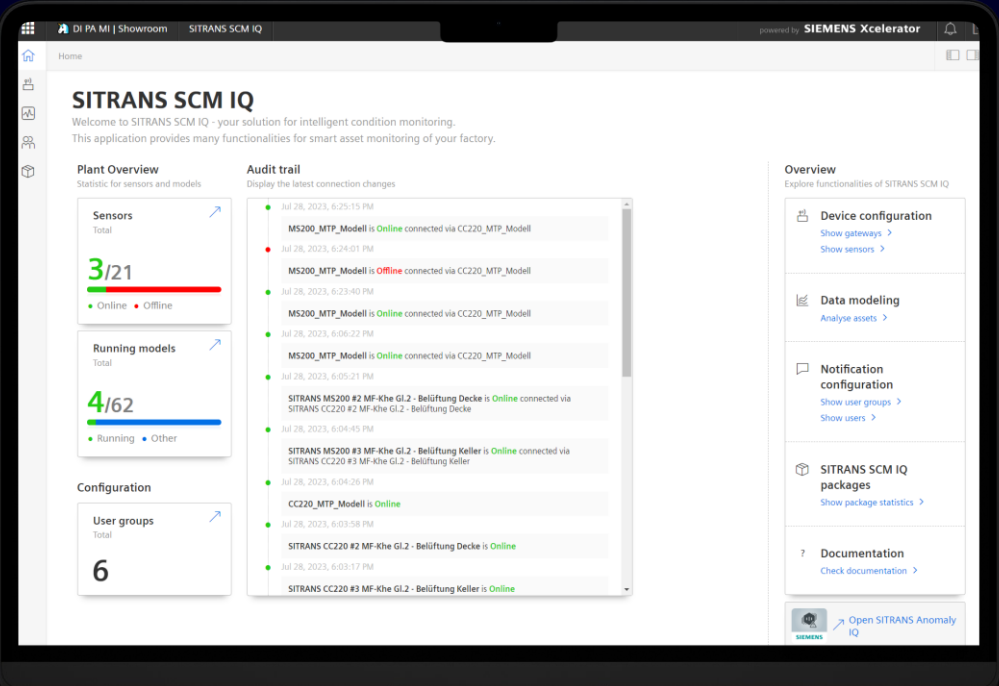 DI PA MI | Showroom
SITRANS SCM IQ
powered by SIEMENS Xcelerator
Home
SITRANS SCM IQ
Welcome to SITRANS SCM IQ - your solution for intelligent condition monitoring.
This application provides many functionalities for smart asset monitoring of your factory.
Plant Overview
Statistic for sensors and models
Sensors
Total
3/21
Online
Offline
Running models
Total
4/62
Running
Other
Configuration
User groups
Total
6
Audit trail
Display the latest connection changes
Jul 28, 2023, 6:25:15 PM
MS200_MTP_Modell is Online connected via CC220_MTP_Modell
Jul 28, 2023, 6:24:01 PM
MS200_MTP_Modell is Offline connected via CC220_MTP_Modell
Jul 28, 2023, 6:23:40 PM
MS200_MTP_Modell is Online connected via CC220_MTP_Modell
Jul 28, 2023, 6:06:22 PM
MS200_MTP_Modell is Online connected via CC220_MTP_Modell
Jul 28, 2023, 6:05:21 PM
SITRANS MS200 #2 MF-Khe Gl.2 - Belüftung Decke is Online connected via
SITRANS CC220 #2 MF-Khe Gl.2 - Belüftung Decke
Jul 28, 2023, 6:04:45 PM
SITRANS MS200 #3 MF-Khe Gl.2 - Belüftung Keller is Online connected via
SITRANS CC220 #3 MF-Khe Gl.2 - Belüftung Keller
Jul 28, 2023, 6:04:26 PM
CC220_MTP_Modell is Online
Jul 28, 2023, 6:03:58 PM
SITRANS CC220 #2 MF-Khe Gl.2 - Belüftung Decke is Online
Jul 28, 2023, 6:03:17 PM
SITRANS CC220 #3 MF-Khe Gl.2 - Belüftung Keller is Online
Overview
Explore functionalities of SITRANS SCM IQ
Device configuration
Show gateways
Show sensors
Data modeling
Analyse assets
Notification
configuration
Show user groups
Show users
SITRANS SCM IQ
packages
Show package statistics
? Documentation
Check documentation
SIEMENS
Open SITRANS Anomaly
IQ